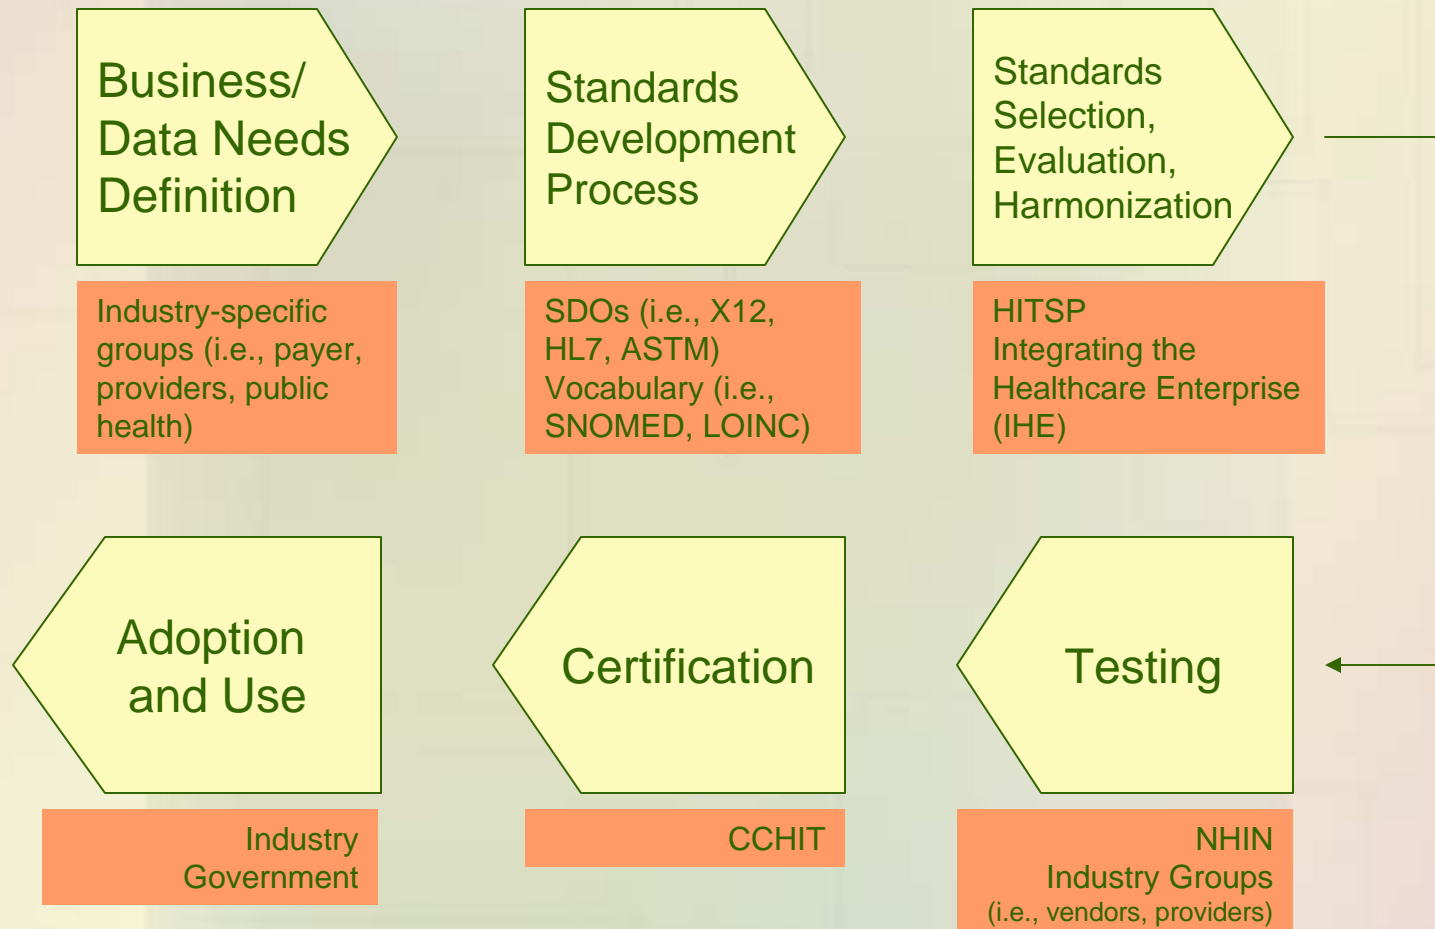 Business/
Data Needs
Definition
Industry-specific
groups (i.e., payer,
providers, public
health)
Standards
Development
Process
SDOs (i.e., X12,
HL7, ASTM)
Vocabulary (i.e.,
SNOMED, LOINC)
Standards
Selection,
Evaluation,
Harmonization
HITSP
Integrating the
Healthcare Enterprise
(IHE)
Testing
NHIN
Industry Groups
(i.e., vendors, providers)
Certification
CCHIT
Adoption
and Use
Industry
Government